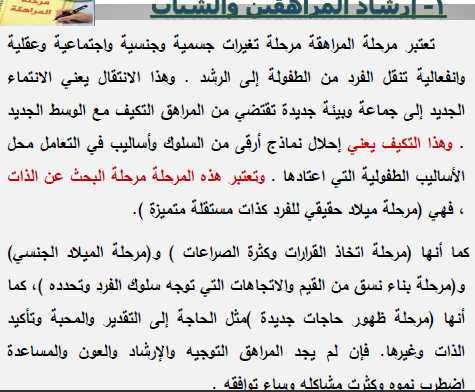 مرحلة المراهقة
١- إرشاد المراهقين والشباب
تعتبر مرحلة المراهقة مرحلة تغيرات جسمية وجنسية واجتماعية وعقلية
وانفعالية تنقل الفرد من الطفولة إلى الرشد . وهذا الانتقال يعني الانتماء
الجديد إلى جماعة وبيئة جديدة تقتضي من المراهق التكيف مع الوسط الجديد
. وهذا التكيف يعني إحلال نماذج أرقى من السلوك وأساليب في التعامل محل
الأساليب الطفولية التي اعتادها . وتعتبر هذه المرحلة مرحلة البحث عن الذات
، فهي (مرحلة ميلاد حقيقي للفرد كذات مستقلة متميزة ).
كما أنها (مرحلة اتخاذ القرارات وكثرة الصراعات ) و(مرحلة الميلاد الجنسي)
و(مرحلة بناء نسق من القيم والاتجاهات التي توجه سلوك الفرد وتحدده )، كما
أنها (مرحلة ظهور حاجات جديدة )مثل الحاجة إلى التقدير والمحبة وتأكيد
الذات وغيرها. فإن لم يجد المراهق التوجيه والإرشاد والعون والمساعدة
اضطرب نموه وكثرت مشاكله وساء توافقه .